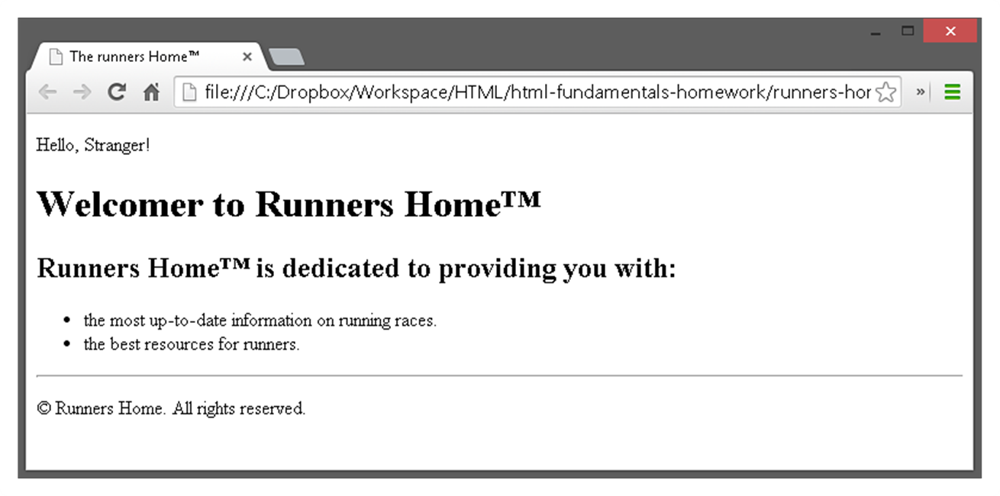 The runners Home™
file:///C:/Dropbox/Workspace/HTML/html-fundamentals-homework/runners-hor
Hello, Stranger!
Welcomer to Runners Home™
Runners Home™ is dedicated to providing you with:
• the most up-to-date information on running races.
• the best resources for runners.
© Runners Home. All rights reserved.